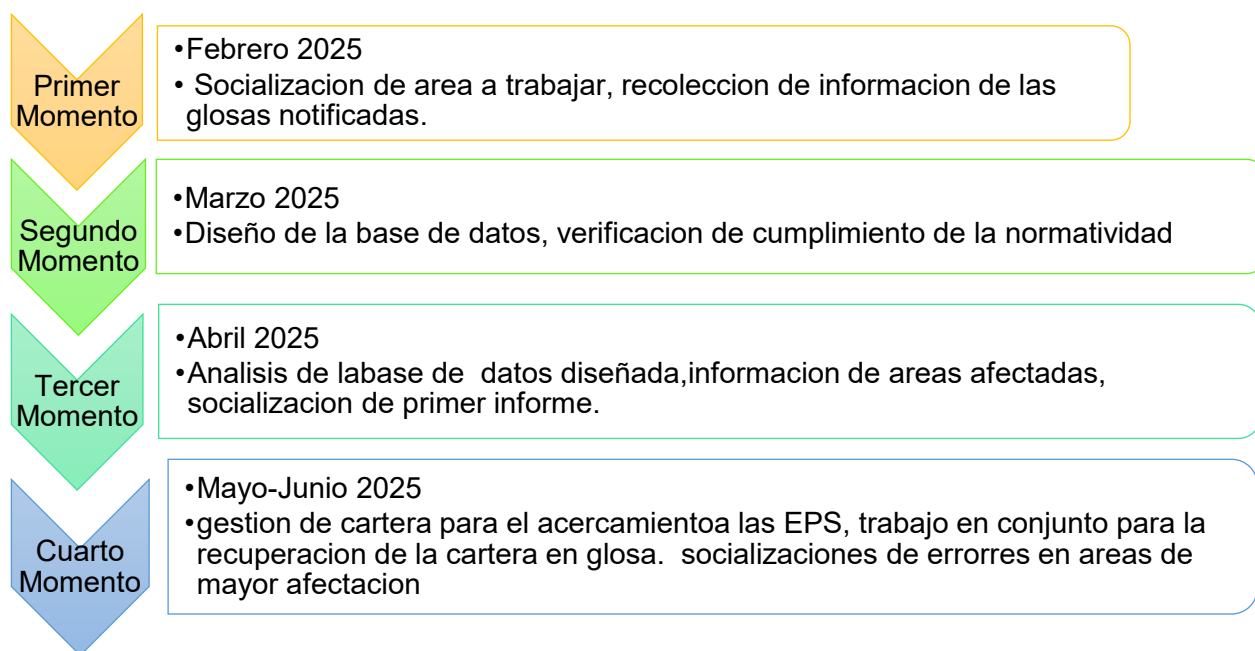 Primer
Momento
•Febrero 2025
• Socializacion de area a trabajar, recoleccion de informacion de las
glosas notificadas.
Segundo
Momento
•Marzo 2025
•Diseño de la base de datos, verificacion de cumplimiento de la normatividad
Tercer
Momento
•Abril 2025
•Analisis de labase de datos diseñada,informacion de areas afectadas,
socializacion de primer informe.
Cuarto
Momento
•Mayo-Junio 2025
•gestion de cartera para el acercamientoa las EPS, trabajo en conjunto para la
recuperacion de la cartera en glosa. socializaciones de errorres en areas de
mayor afectacion